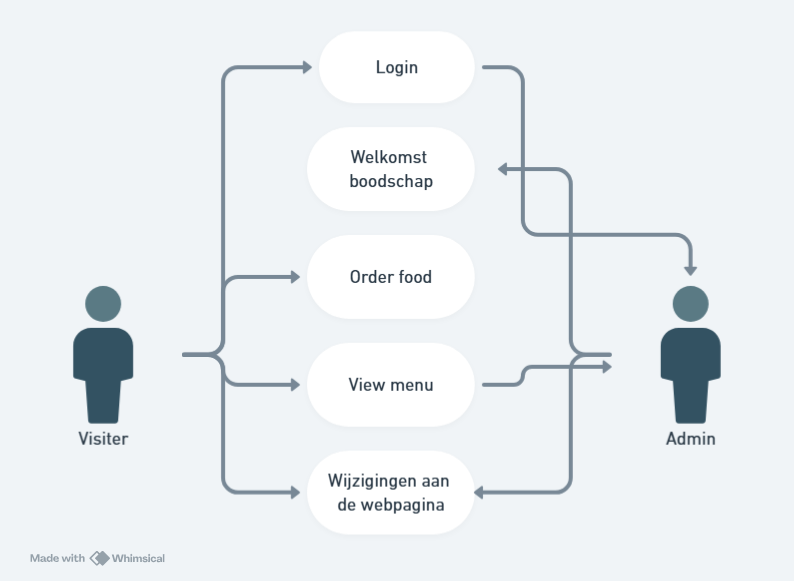 Login
Welkomst
boodschap
Order food
View menu
Visiter
Admin
Wijzigingen aan
de webpagina
Made with Whimsical